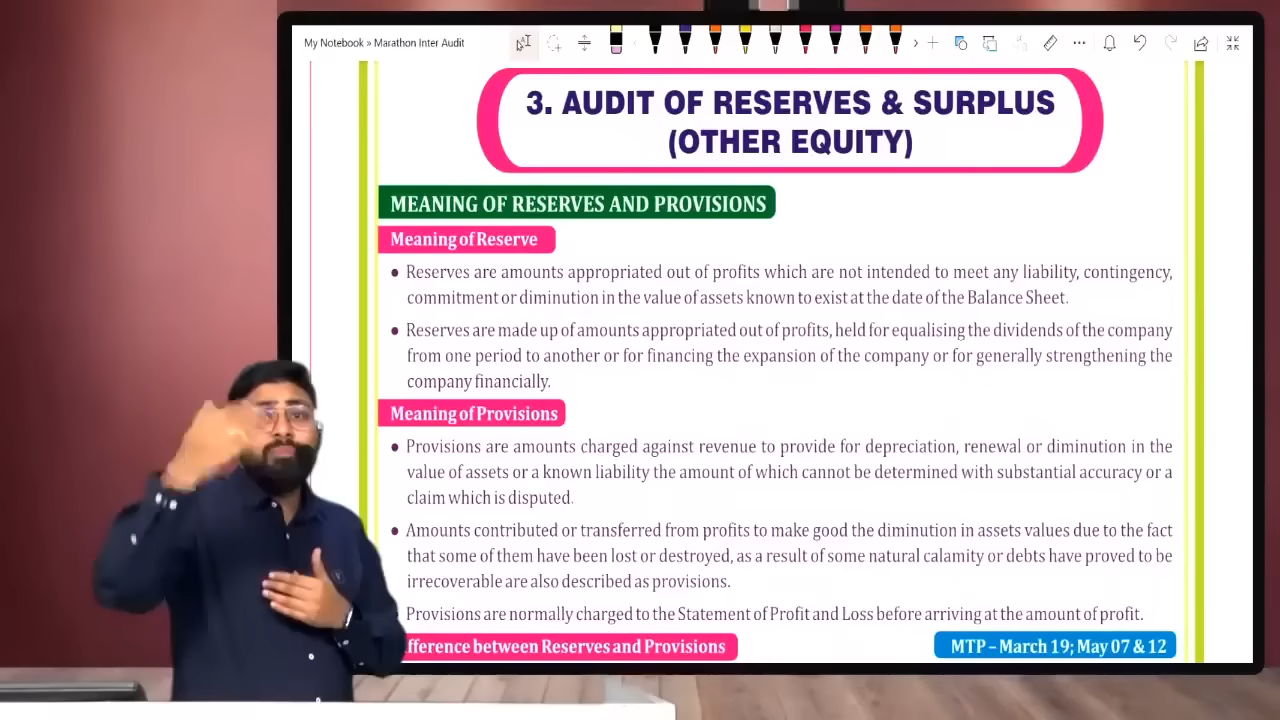 My Notebook » Marathon Inter Audit
3. AUDIT OF RESERVES & SURPLUS
(OTHER EQUITY)
MEANING OF RESERVES AND PROVISIONS
Meaning of Reserve
● Reserves are amounts appropriated out of profits which are not intended to meet any liability, contingency,
commitment or diminution in the value of assets known to exist at the date of the Balance Sheet.
● Reserves are made up of amounts appropriated out of profits, held for equalising the dividends of the company
from one period to another or for financing the expansion of the company or for generally strengthening the
company financially.
Meaning of Provisions
● Provisions are amounts charged against revenue to provide for depreciation, renewal or diminution in the
value of assets or a known liability the amount of which cannot be determined with substantial accuracy or a
claim which is disputed.
● Amounts contributed or transferred from profits to make good the diminution in assets values due to the fact
that some of them have been lost or destroyed, as a result of some natural calamity or debts have proved to be
irrecoverable are also described as provisions.
Provisions are normally charged to the Statement of Profit and Loss before arriving at the amount of profit.
fference between Reserves and Provisions
MTP – March 19; May 07 & 12